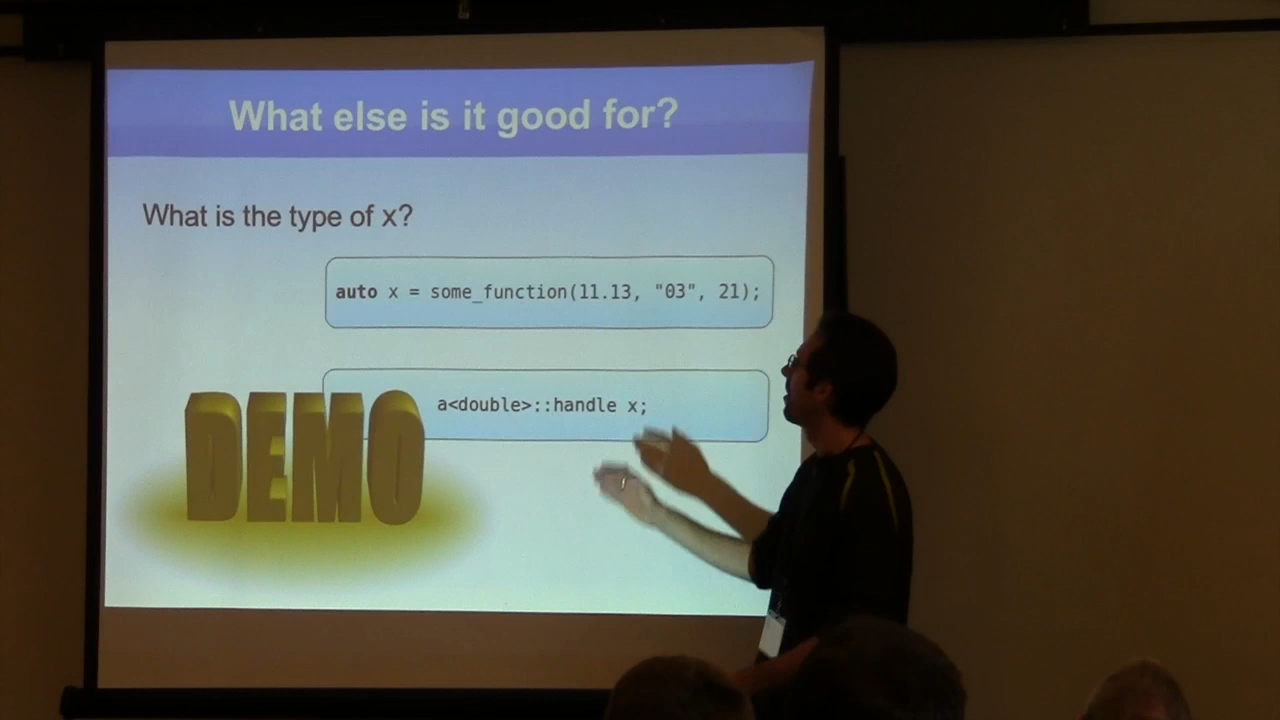 What else is it good for?
What is the type of x?
auto x = some_function(11.13, "03", 21);
a<double>::handle x;
DEMO